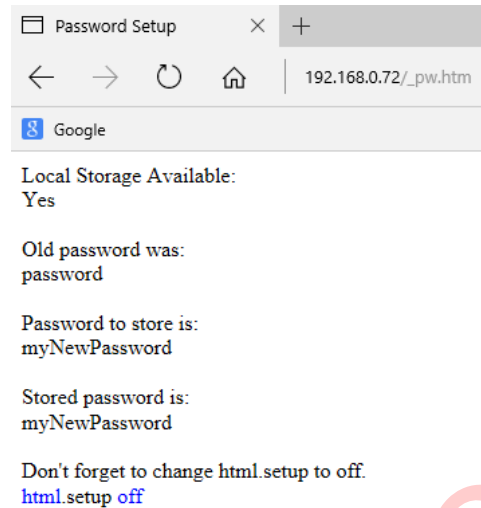 Password Setup
192.168.0.72/_pw.htm
8 Google
Local Storage Available:
Yes
Old password was:
password
Password to store is:
myNewPassword
Stored password is:
myNewPassword
Don't forget to change html.setup to off.
html.setup off